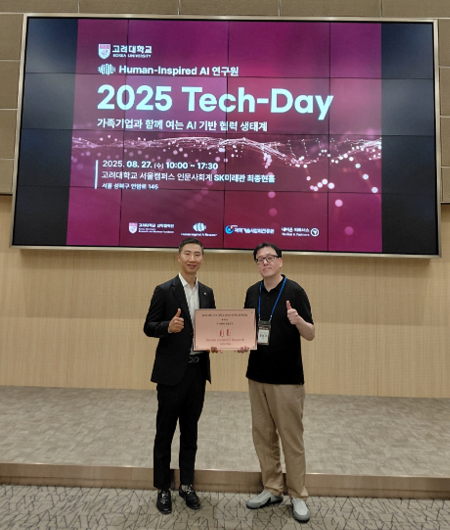 고려대학교
KOREA UNIVERSITY
Human-Inspired AI 연구원
2025 Tech-Day
가족기업과 함께 여는 AI 기반 협력 생태계
2025. 08. 27. (수) 10:00 ~ 17:30
고려대학교 서울캠퍼스 인문사회계 SK미래관 최종현홀
서울 성북구 안암로 145